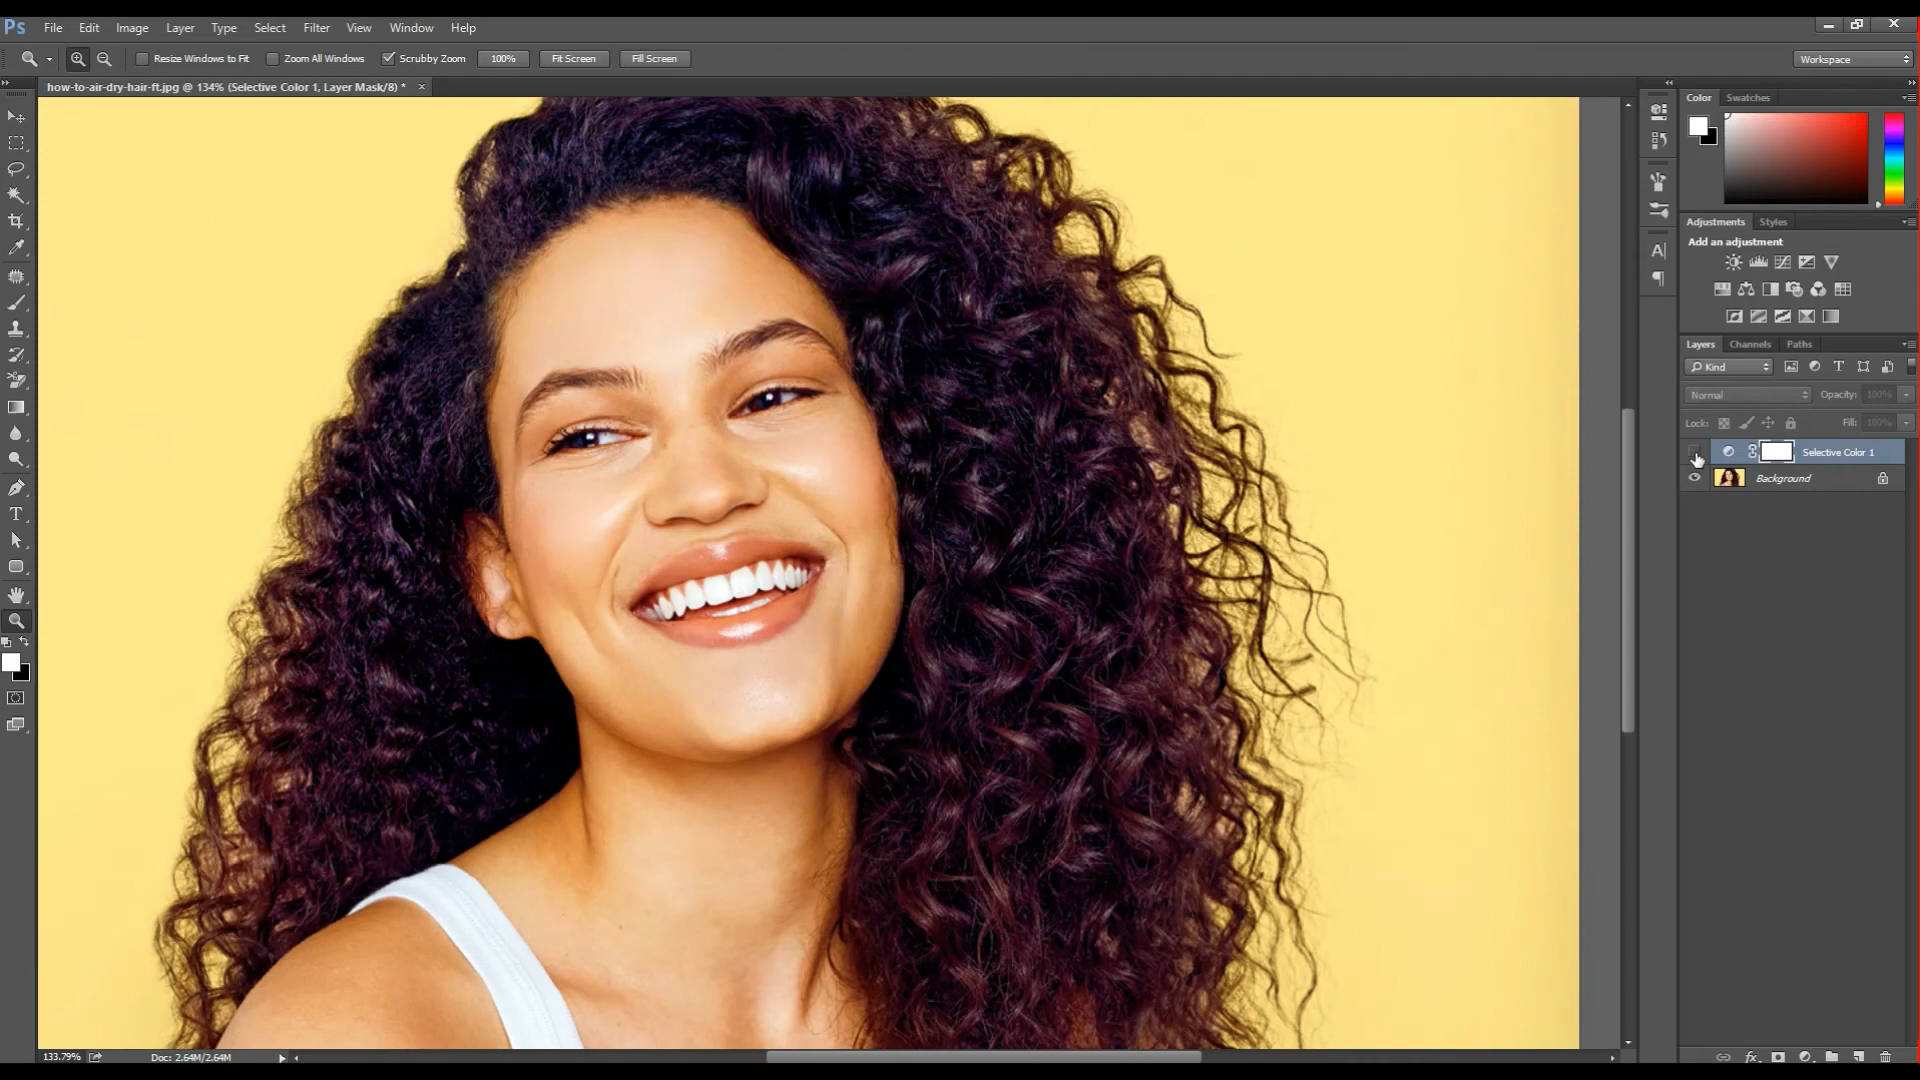 Ps File Edit Image Layer Type Select Filter View Window Help
Resize Windows to Fit Zoom All Windows Scrubby Zoom 100% Fit Screen Fill Screen Workspace
how-to-air-dry-hair-ft.jpg @ 134% (Selective Color 1, Layer Mask/8) *
Color Swatches
Adjustments Styles
Add an adjustment
Layers Channels Paths
Kind
Normal Opacity: 100%
Lock: Fill: 100%
Selective Color 1
Background
133.79% Doc: 2.64M/2.64M